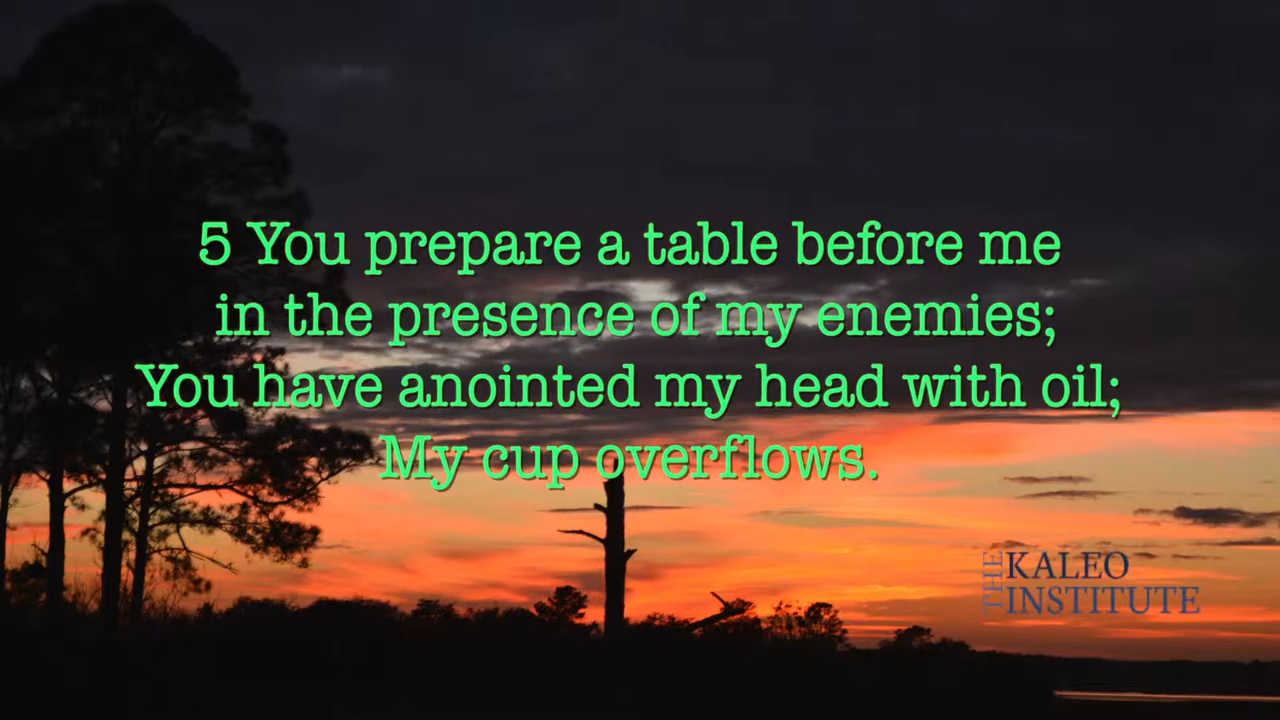 5 You prepare a table before me
in the presence of my enemies;
You have anointed my head with oil;
My cup overflows.
THE
KALEO
INSTITUTE